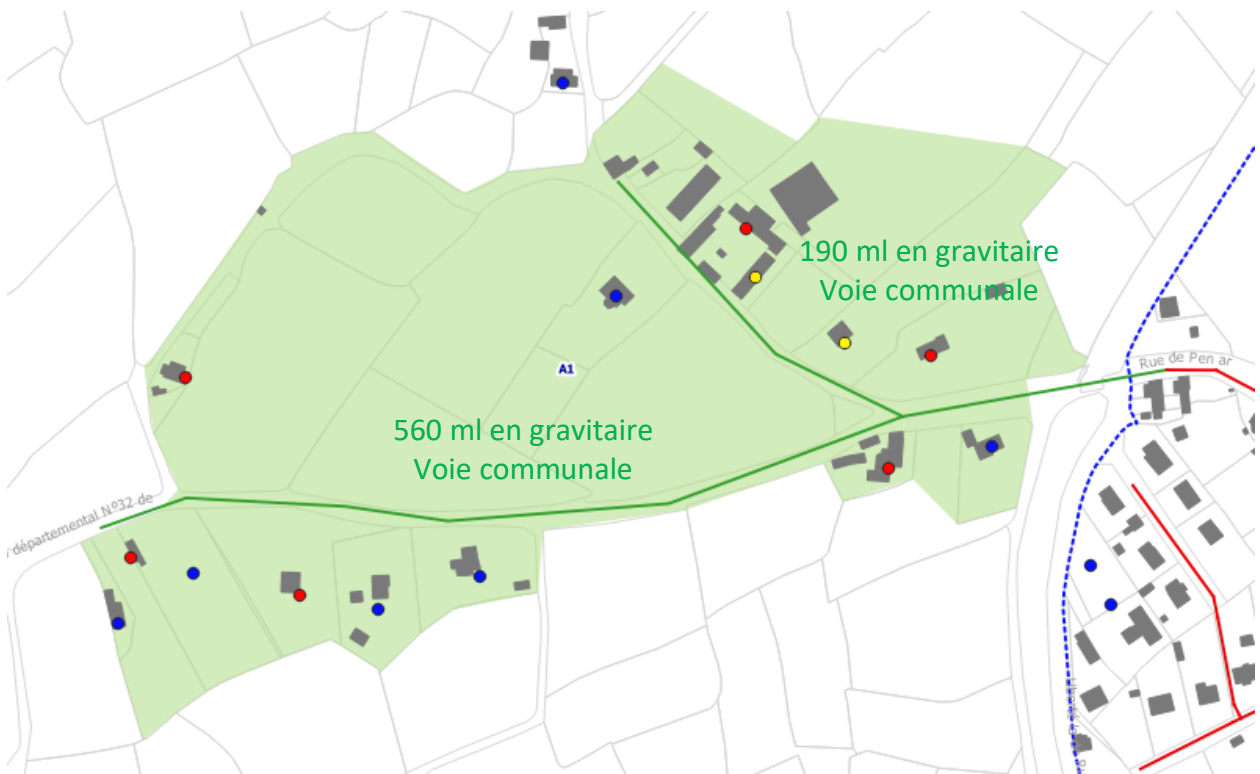 190 ml en gravitaire
Voie communale
Rue de Pen ar
A1
560 ml en gravitaire
Voie communale
départemental N°32 de